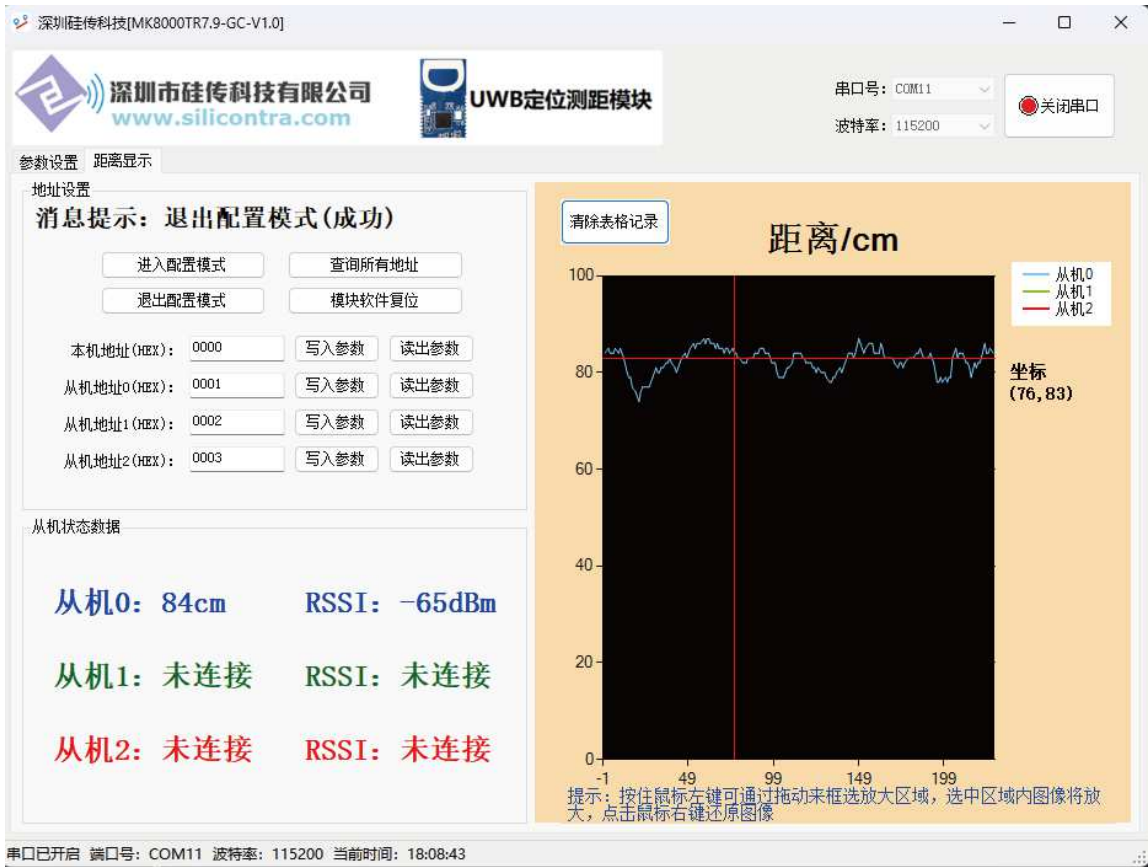 深圳硅传科技[MK8000TR7.9-GC-V1.0]
深圳市硅传科技有限公司
www.silicontra.com
UWB定位测距模块
串口号: COM11
波特率: 115200
关闭串口
参数设置 距离显示
地址设置
消息提示: 退出配置模式(成功)
进入配置模式 查询所有地址
退出配置模式 模块软件复位
本机地址(HEX): 0000 写入参数 读出参数
从机地址0(HEX): 0001 写入参数 读出参数
从机地址1(HEX): 0002 写入参数 读出参数
从机地址2(HEX): 0003 写入参数 读出参数
从机状态数据
从机0: 84cm RSSI: -65dBm
从机1: 未连接 RSSI: 未连接
从机2: 未连接 RSSI: 未连接
清除表格记录
距离/cm
100
80
60
40
20
0
-1 49 99 149 199
从机0
从机1
从机2
坐标
(76,83)
提示: 按住鼠标左键可通过拖动来框选放大区域, 选中区域内图像将放
大, 点击鼠标右键还原图像
串口已开启 端口号: COM11 波特率: 115200 当前时间: 18:08:43